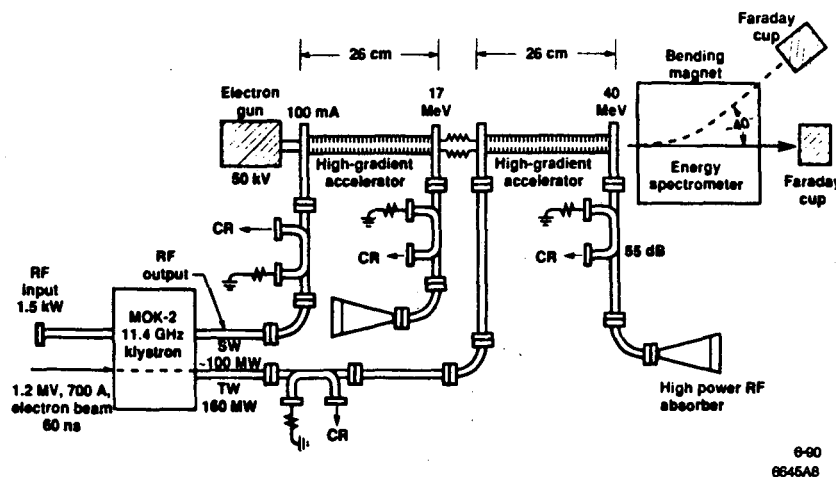 Faraday
cup
26 cm
26 cm
Bending
magnet
Electron
gun
100 mA
17
MeV
40
MeV
40
50 kV
High-gradient
accelerator
High-gradient
accelerator
Energy
spectrometer
Faraday
cup
CR
CR
CR
55 dB
RF
input
1.5 kW
RF
output
MOK-2
11.4 GHz
klystron
SW
~100 MW
TW
160 MW
1.2 MV, 700 A,
electron beam
60 ns
CR
High power RF
absorber
6-90
6645A8